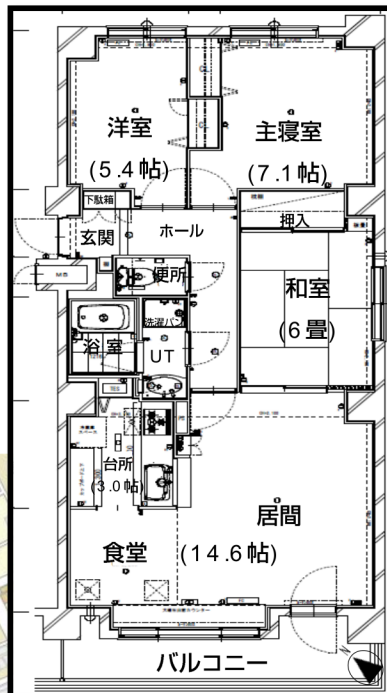 洋室
(5.4帖)
主寝室
(7.1帖)
下駄箱
玄関
ホール
押入
便所
和室
(6畳)
洗濯パン
浴室
UT
台所
(3.0帖)
居間
食堂
(14.6帖)
バルコニー
N